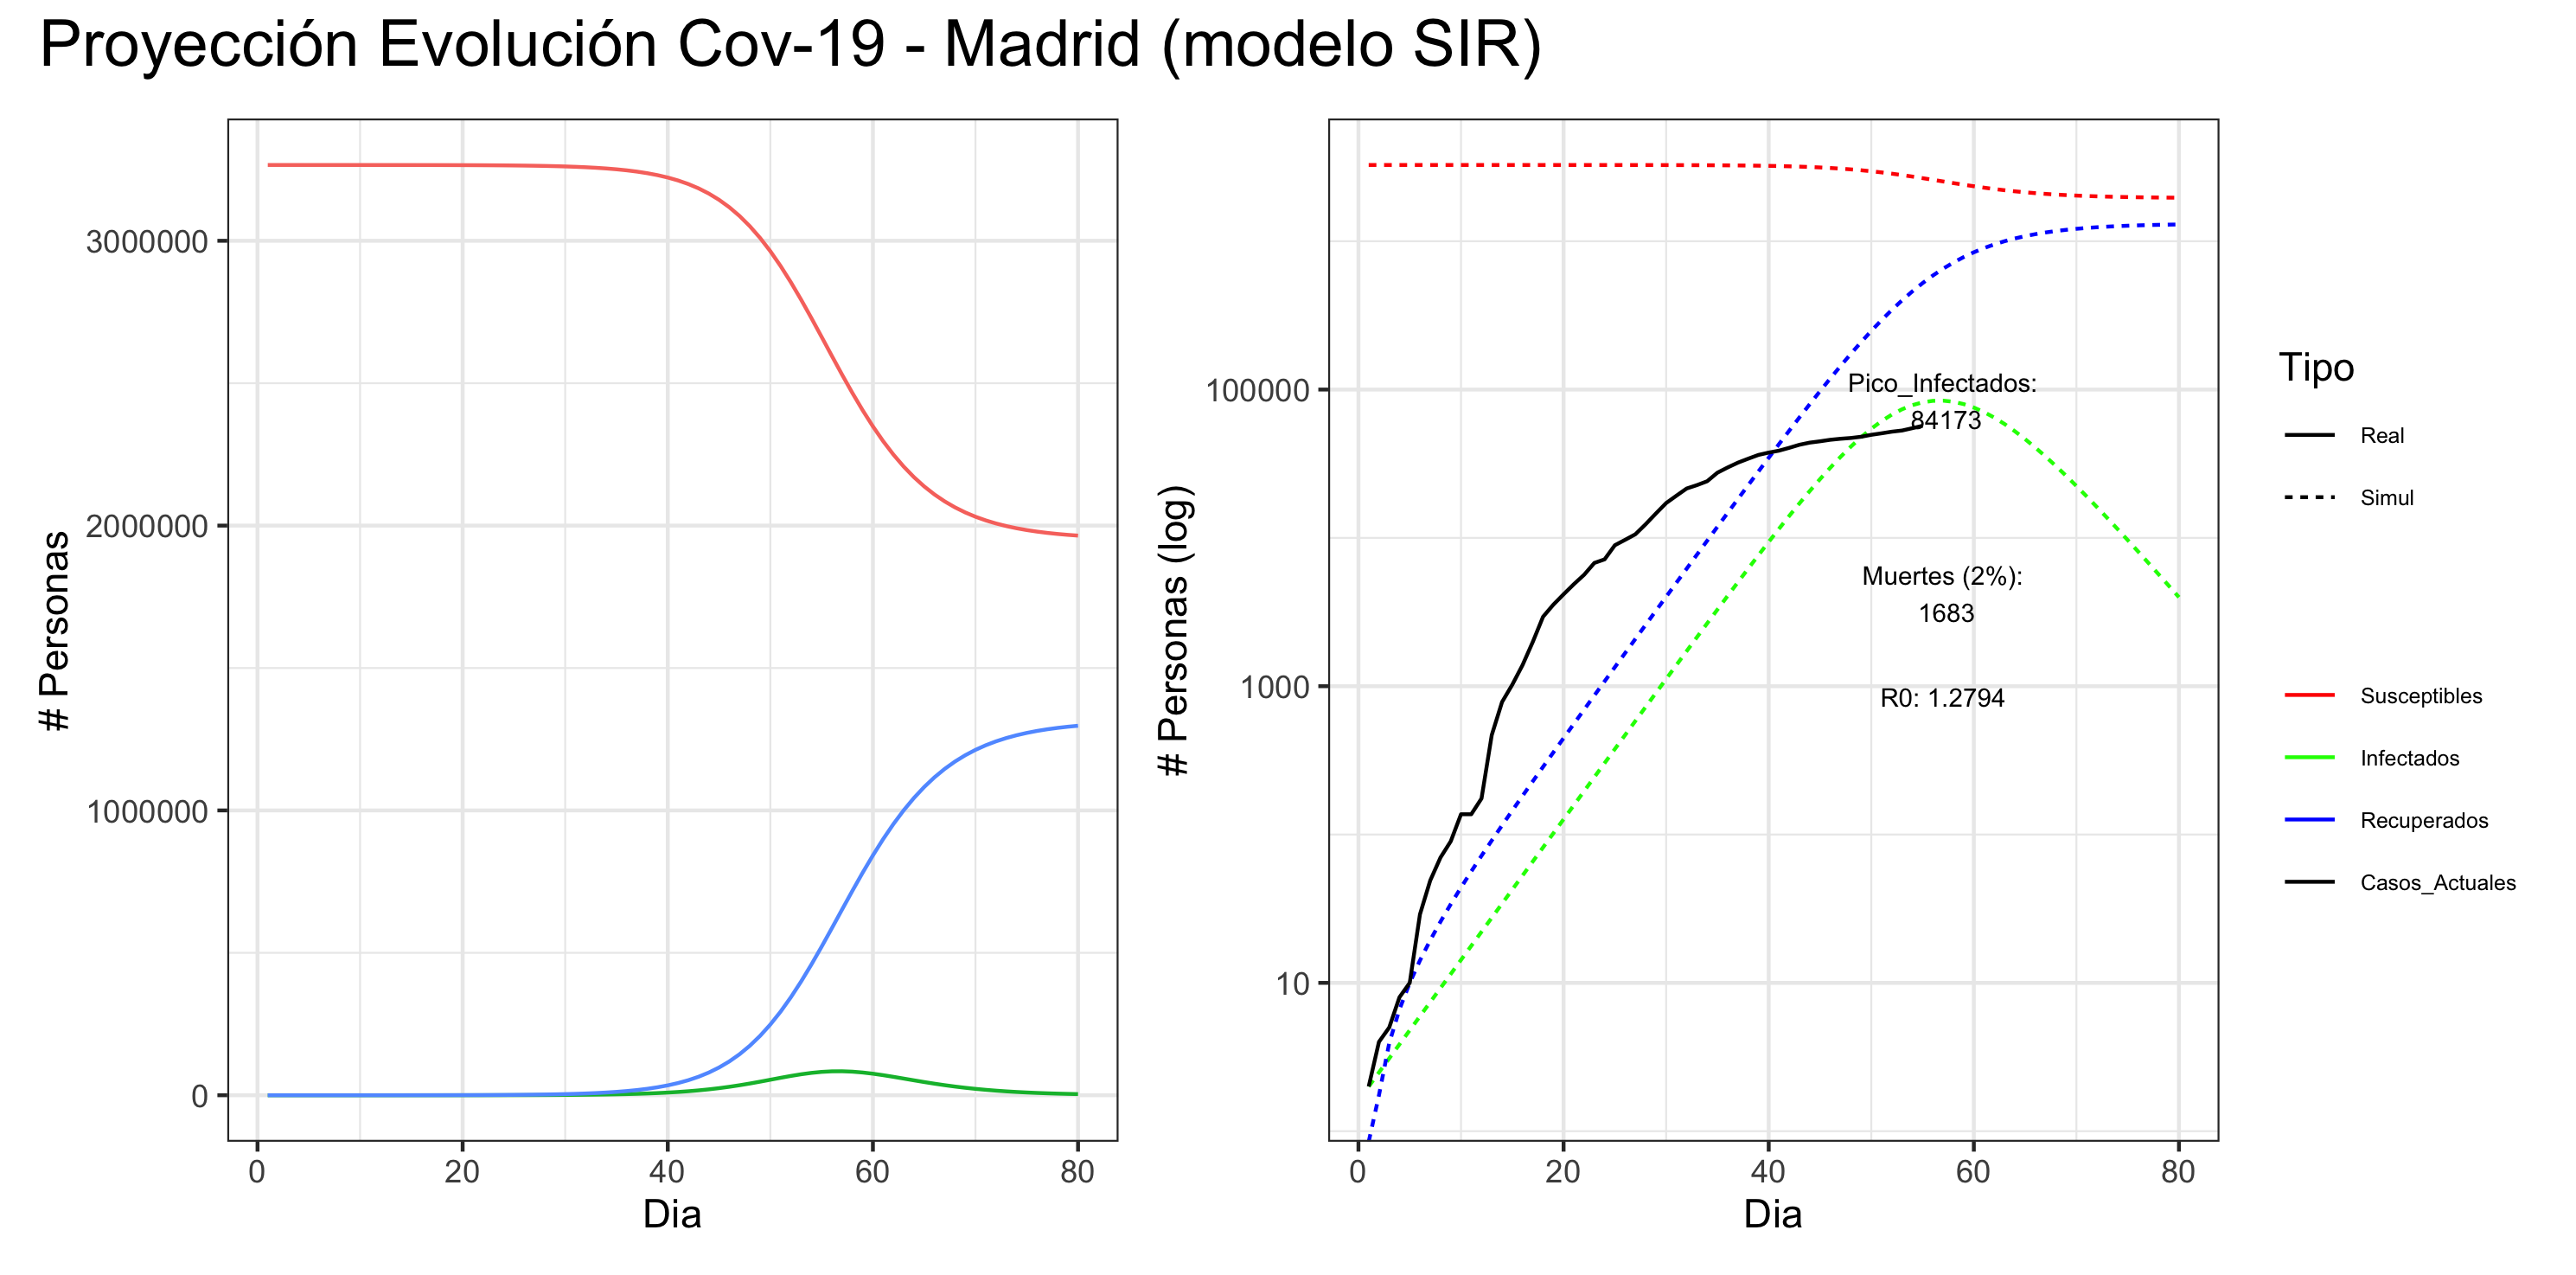 Proyección Evolución Cov-19 - Madrid (modelo SIR)
# Personas
3000000
2000000
1000000
0
0 20 40 60 80
Dia
# Personas (log)
100000
1000
10
Pico_Infectados:
84173
Muertes (2%):
1683
R0: 1.2794
0 20 40 60 80
Dia
Tipo
Real
Simul
Susceptibles
Infectados
Recuperados
Casos_Actuales